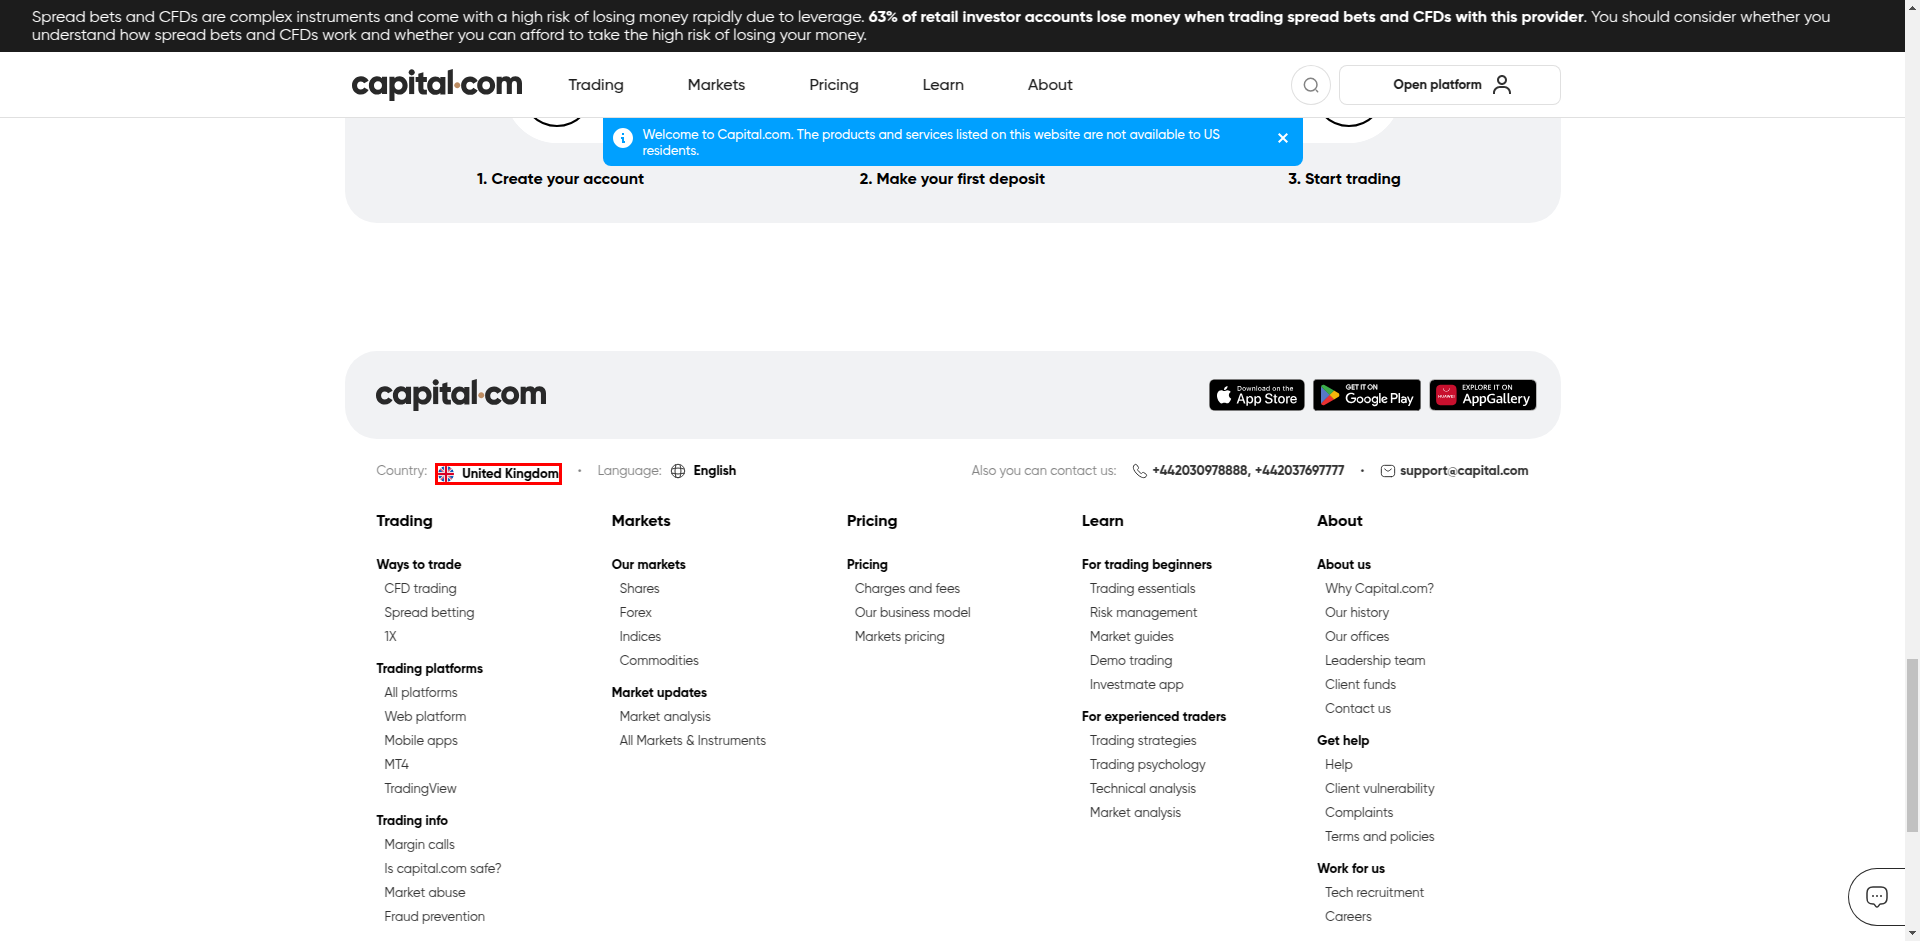 Spread bets and CFDs are complex instruments and come with a high risk of losing money rapidly due to leverage. 63% of retail investor accounts lose money when trading spread bets and CFDs with this provider. You should consider whether you
understand how spread bets and CFDs work and whether you can afford to take the high risk of losing your money.
capital.com
Trading
Markets
Pricing
Learn
About
Open platform
Welcome to Capital.com. The products and services listed on this website are not available to US
residents.
1. Create your account
2. Make your first deposit
3. Start trading
capital.com
Download on the
App Store
GET IT ON
Google Play
HUAWEI
EXPLORE IT ON
AppGallery
Country: United Kingdom
Language: English
Also you can contact us: +442030978888, +442037697777 support@capital.com
Trading
Ways to trade
CFD trading
Spread betting
1X
Trading platforms
All platforms
Web platform
Mobile apps
MT4
TradingView
Trading info
Margin calls
Is capital.com safe?
Market abuse
Fraud prevention
Markets
Our markets
Shares
Forex
Indices
Commodities
Market updates
Market analysis
All Markets & Instruments
Pricing
Pricing
Charges and fees
Our business model
Markets pricing
Learn
For trading beginners
Trading essentials
Risk management
Market guides
Demo trading
Investmate app
For experienced traders
Trading strategies
Trading psychology
Technical analysis
Market analysis
About
About us
Why Capital.com?
Our history
Our offices
Leadership team
Client funds
Contact us
Get help
Help
Client vulnerability
Complaints
Terms and policies
Work for us
Tech recruitment
Careers